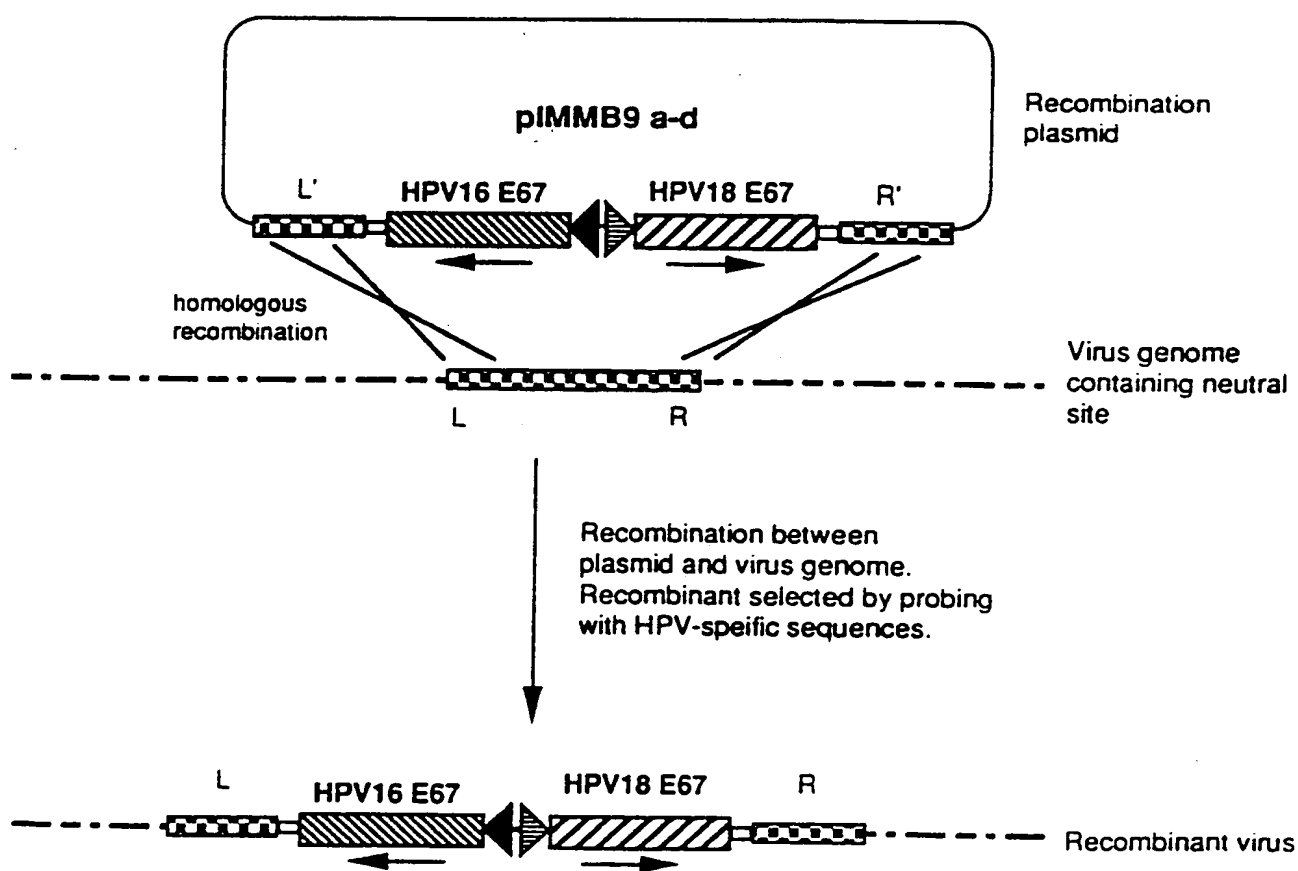 pIMMB9 a-d
Recombination
plasmid
L'
HPV16 E67
HPV18 E67
R'
homologous
recombination
Virus genome
containing neutral
site
L
R
Recombination between
plasmid and virus genome.
Recombinant selected by probing
with HPV-speific sequences.
L
HPV16 E67
HPV18 E67
R
Recombinant virus